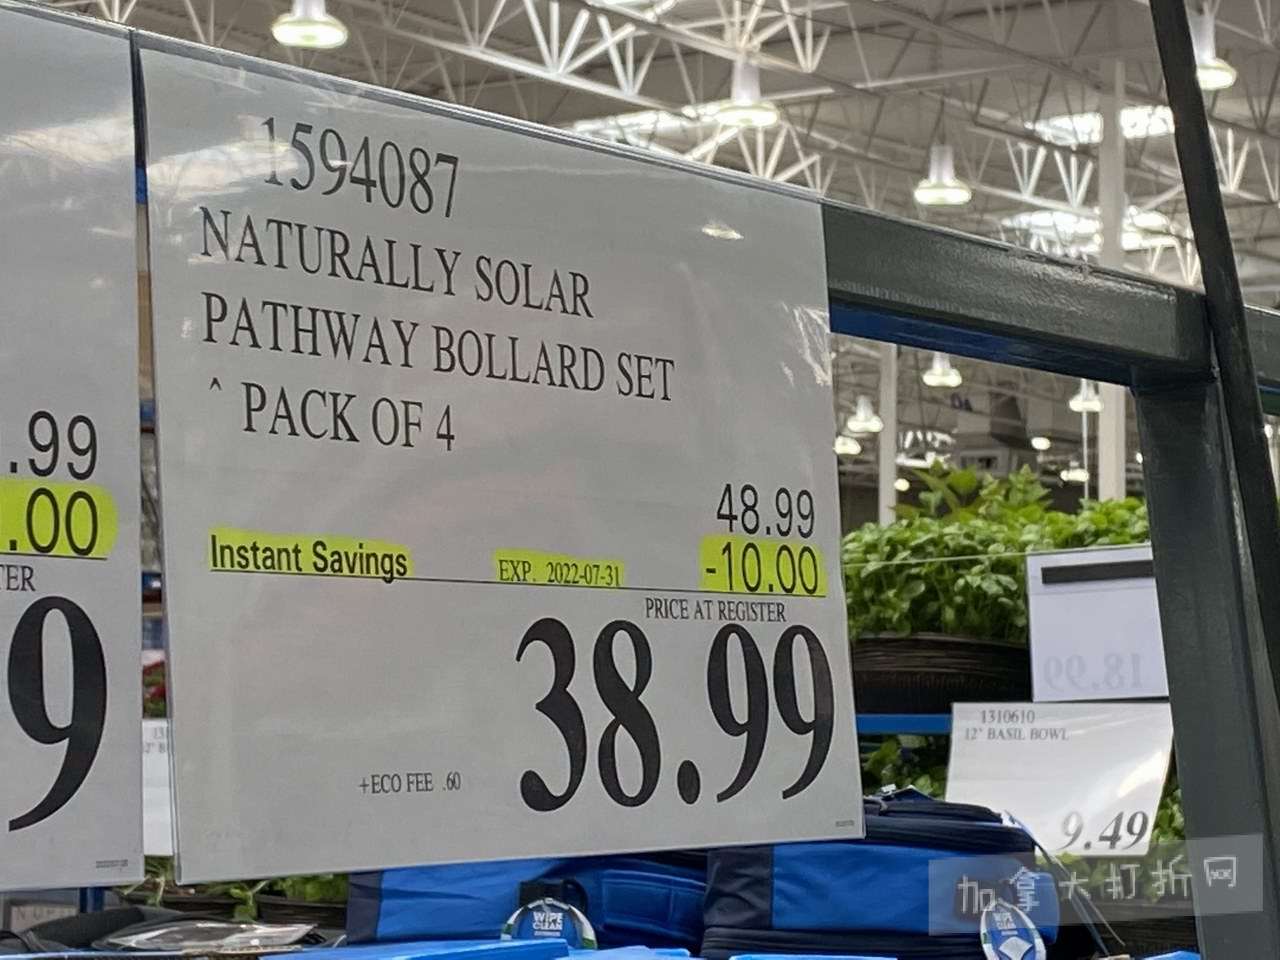 1594087
NATURALLY SOLAR
PATHWAY BOLLARD SET
^ PACK OF 4
48.99
Instant Savings EXP. 2022-07-31 -10.00
PRICE AT REGISTER
38.99
+ECO FEE .60
.99
.00
TER
9
18.99
1310610
12" BASIL BOWL
9.49
WIPE
CLEAN
加拿大打折网